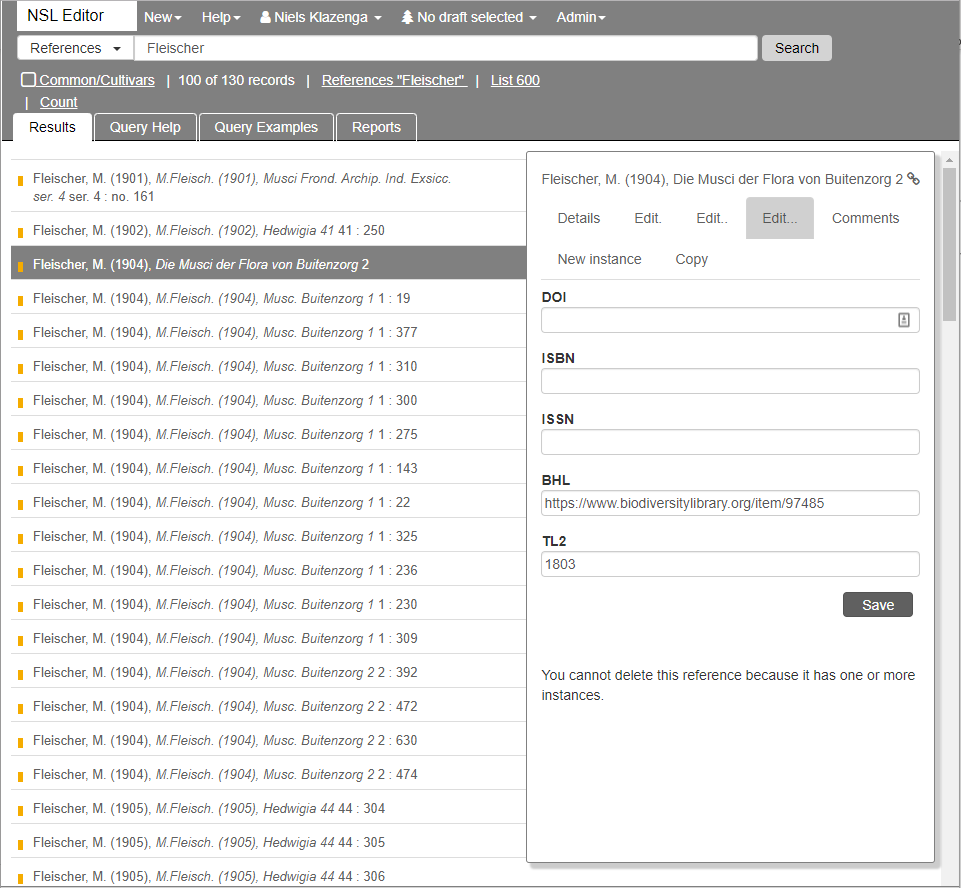 NSL Editor New Help Niels Klazenga No draft selected Admin
References Fleischer Search
Common/Cultivars | 100 of 130 records | References "Fleischer" | List 600
| Count
Results Query Help Query Examples Reports
Fleischer, M. (1901), M.Fleisch. (1901), Musci Frond. Archip. Ind. Exsicc.
ser. 4 ser. 4 : no. 161
Fleischer, M. (1902), M.Fleisch. (1902), Hedwigia 41 41 : 250
Fleischer, M. (1904), Die Musci der Flora von Buitenzorg 2
Fleischer, M. (1904), M.Fleisch. (1904), Musc. Buitenzorg 1 1 : 19
Fleischer, M. (1904), M.Fleisch. (1904), Musc. Buitenzorg 1 1 : 377
Fleischer, M. (1904), M.Fleisch. (1904), Musc. Buitenzorg 1 1 : 310
Fleischer, M. (1904), M.Fleisch. (1904), Musc. Buitenzorg 1 1 : 300
Fleischer, M. (1904), M.Fleisch. (1904), Musc. Buitenzorg 1 1 : 275
Fleischer, M. (1904), M.Fleisch. (1904), Musc. Buitenzorg 1 1 : 143
Fleischer, M. (1904), M.Fleisch. (1904), Musc. Buitenzorg 1 1 : 22
Fleischer, M. (1904), M.Fleisch. (1904), Musc. Buitenzorg 1 1 : 325
Fleischer, M. (1904), M.Fleisch. (1904), Musc. Buitenzorg 1 1 : 236
Fleischer, M. (1904), M.Fleisch. (1904), Musc. Buitenzorg 1 1 : 230
Fleischer, M. (1904), M.Fleisch. (1904), Musc. Buitenzorg 1 1 : 309
Fleischer, M. (1904), M.Fleisch. (1904), Musc. Buitenzorg 2 2 : 392
Fleischer, M. (1904), M.Fleisch. (1904), Musc. Buitenzorg 2 2 : 472
Fleischer, M. (1904), M.Fleisch. (1904), Musc. Buitenzorg 2 2 : 630
Fleischer, M. (1904), M.Fleisch. (1904), Musc. Buitenzorg 2 2 : 474
Fleischer, M. (1905), M.Fleisch. (1905), Hedwigia 44 44 : 304
Fleischer, M. (1905), M.Fleisch. (1905), Hedwigia 44 44 : 305
Fleischer, M. (1905), M.Fleisch. (1905), Hedwigia 44 44 : 306
Fleischer, M. (1904), Die Musci der Flora von Buitenzorg 2
Details Edit. Edit.. Edit... Comments
New instance Copy
DOI
ISBN
ISSN
BHL
https://www.biodiversitylibrary.org/item/97485
TL2
1803
Save
You cannot delete this reference because it has one or more
instances.